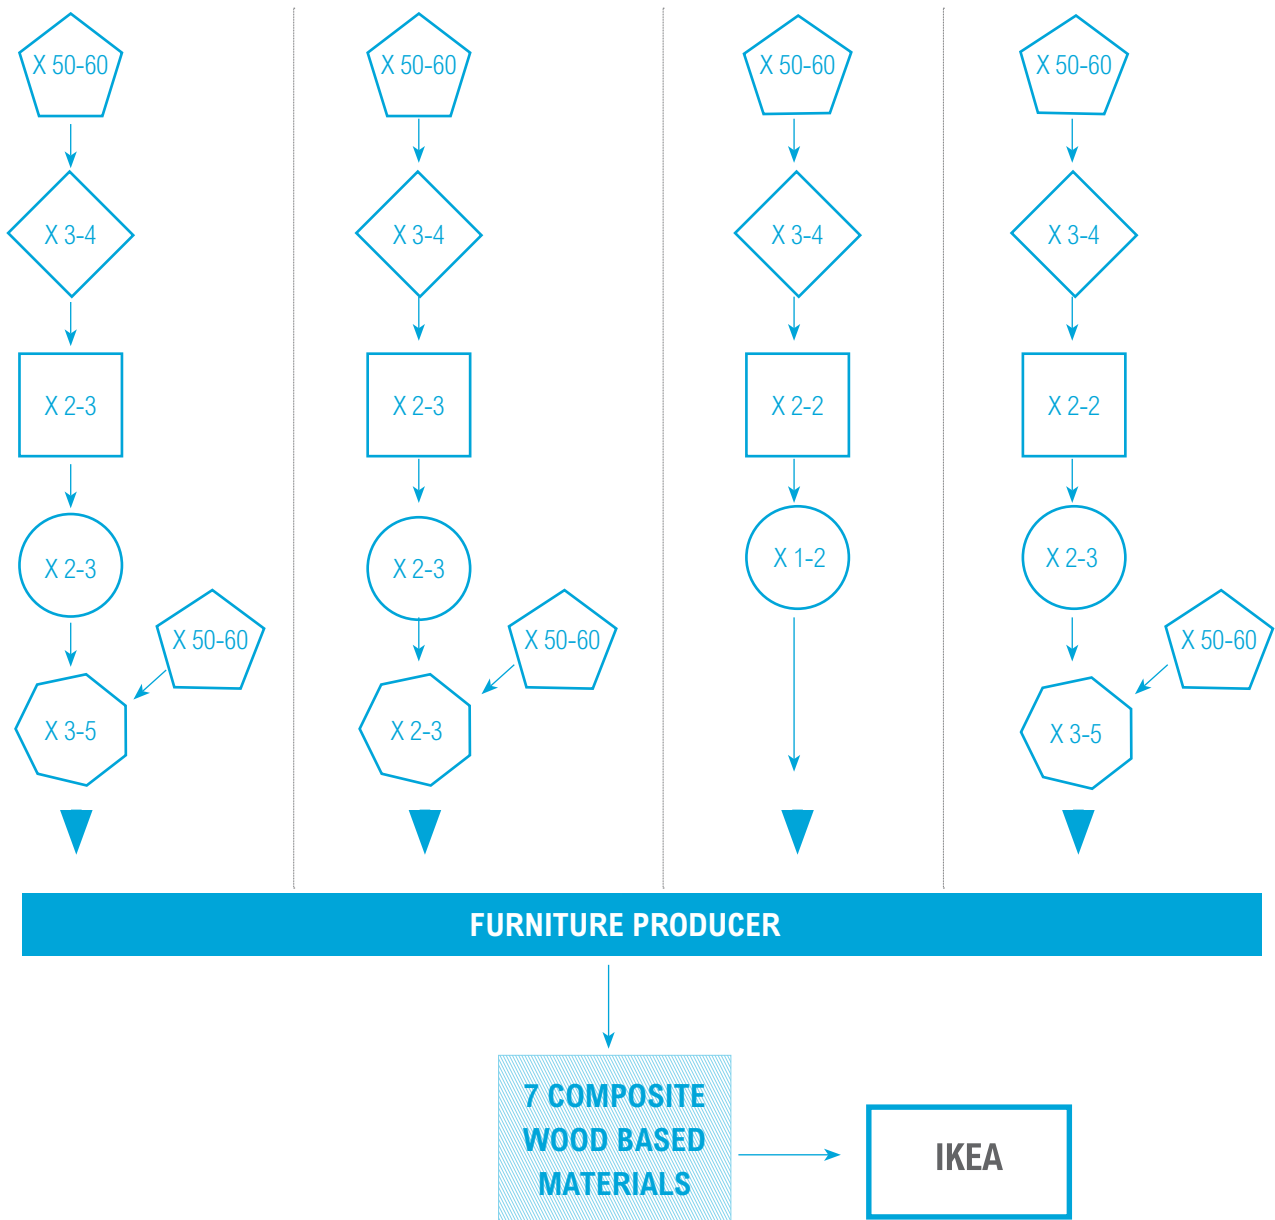 X 50-60
X 50-60
X 50-60
X 50-60
X 3-4
X 3-4
X 3-4
X 3-4
X 2-3
X 2-3
X 2-2
X 2-2
X 2-3
X 2-3
X 1-2
X 2-3
X 50-60
X 50-60
X 50-60
X 3-5
X 2-3
X 3-5
FURNITURE PRODUCER
7 COMPOSITE
WOOD BASED
MATERIALS
IKEA